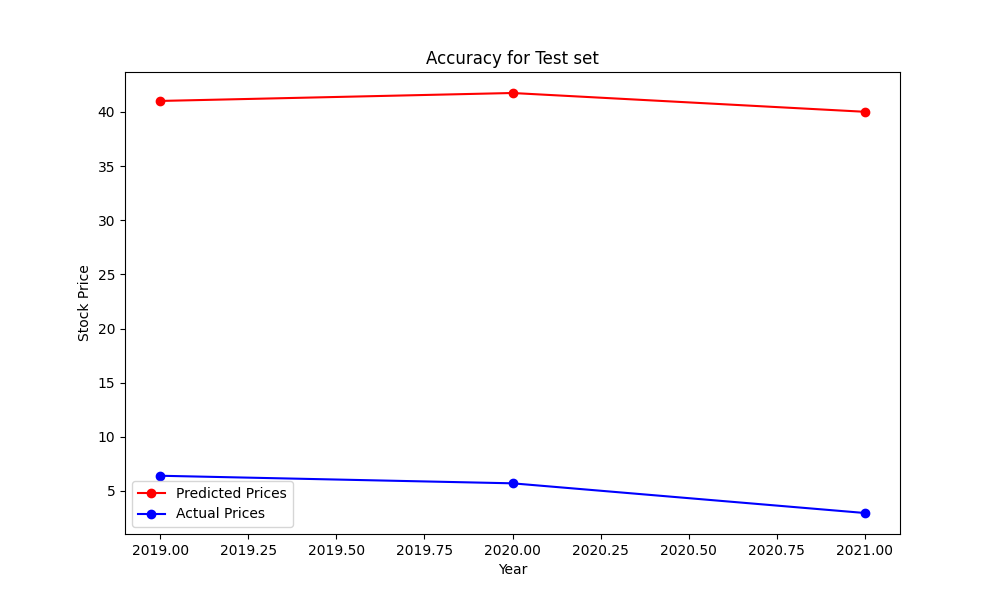 Accuracy for Test set
Stock Price
40
35
30
25
20
15
10
5
Predicted Prices
Actual Prices
2019.00 2019.25 2019.50 2019.75 2020.00 2020.25 2020.50 2020.75 2021.00
Year